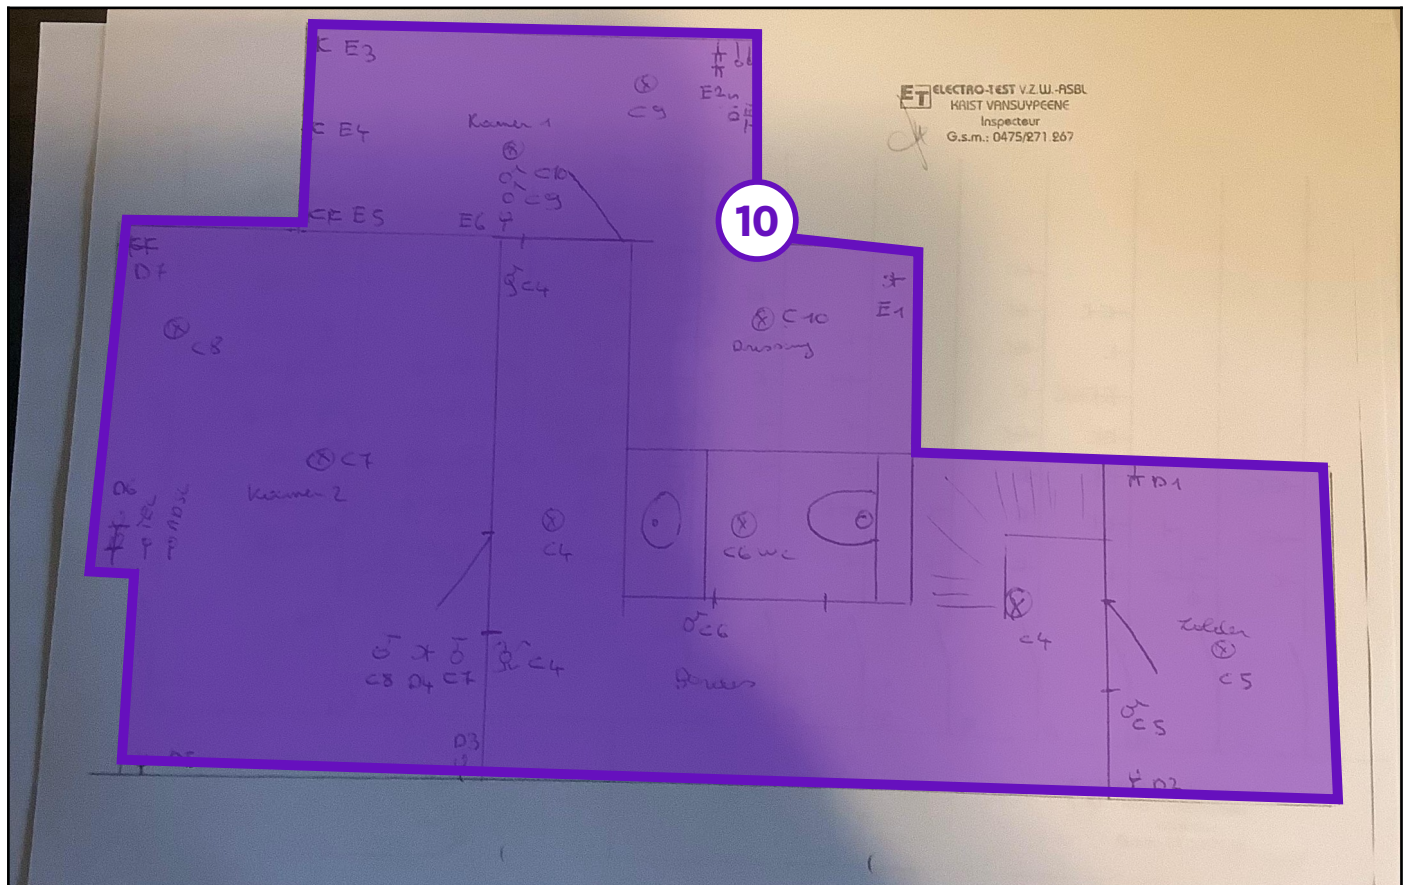 E3
C9
E2
ET ELECTRO-TEST V.Z.W.-ASBL
KRIST VANSUYPEENE
Inspecteur
G.s.m.: 0475/271 267
E4
Kamer 1
C10
C9
E5
E6
10
D7
C4
E1
C8
C10
Dressing
C7
Kamer 2
D6
D1
C4
C6 wc
C4
C6
Zolder
C8 D4 C7
C4
C5
C5
D3
D5
D2